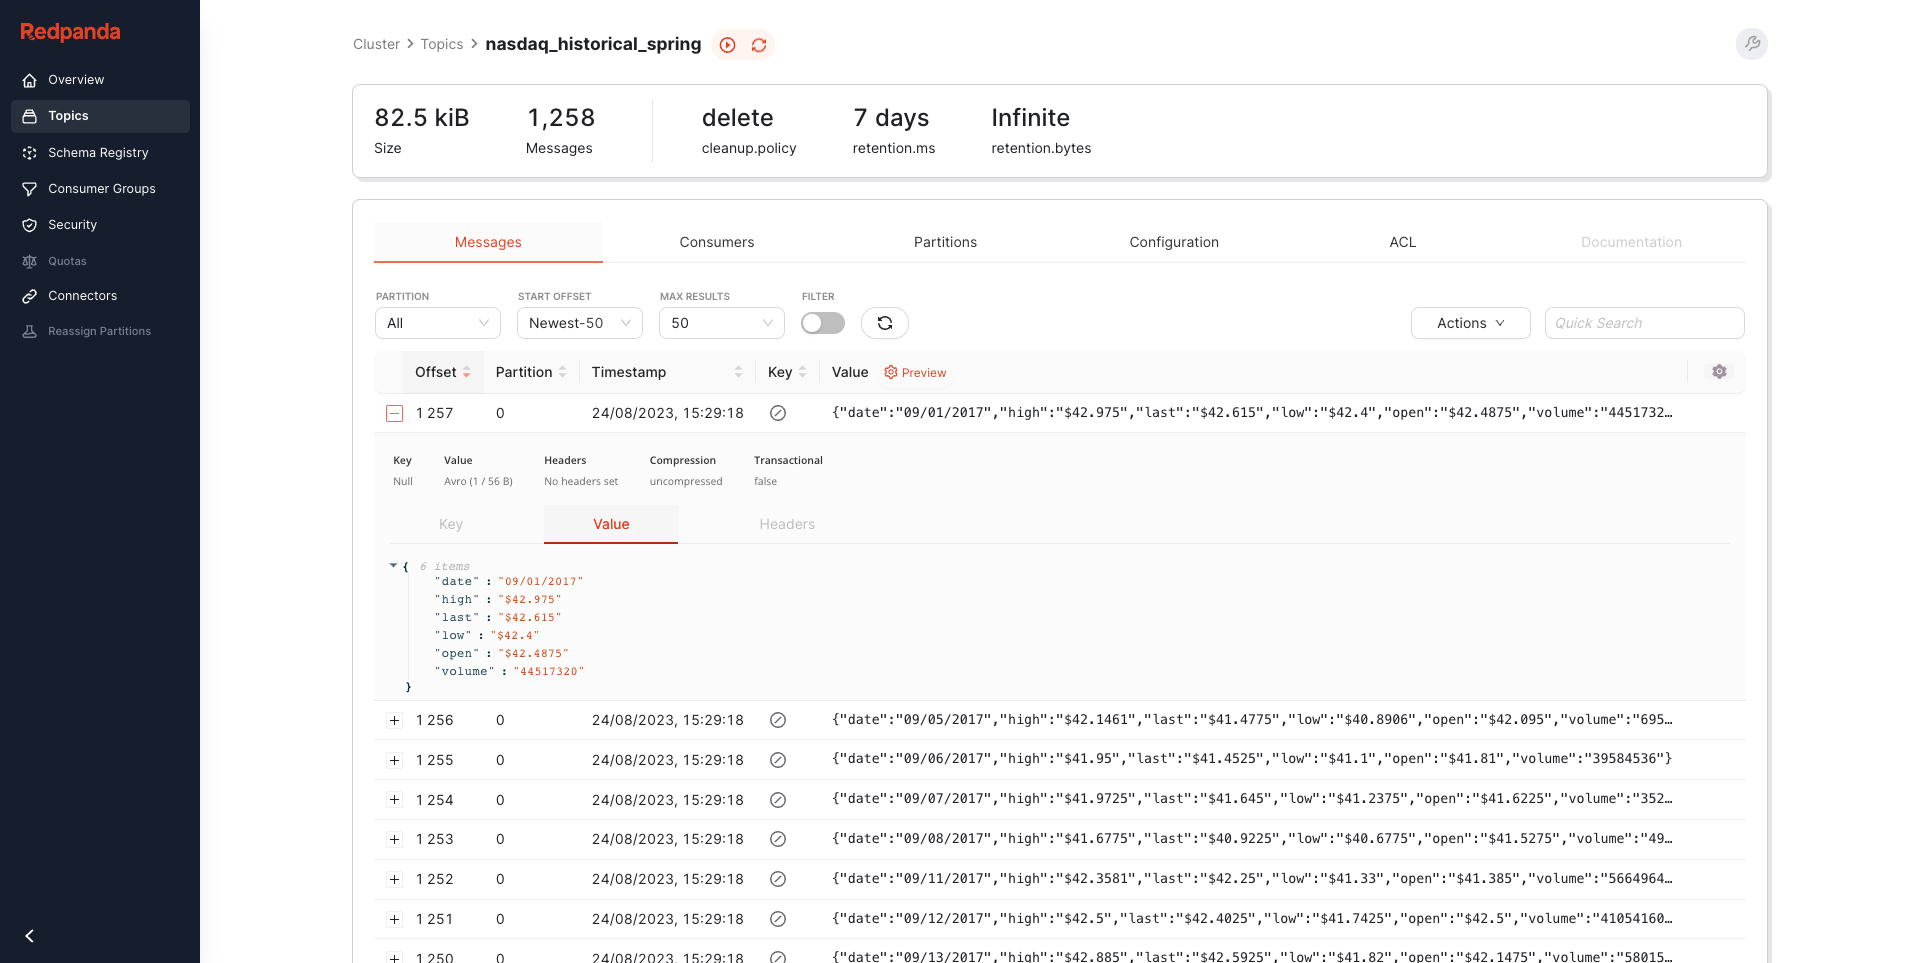 Redpanda
Overview
Topics
Schema Registry
Consumer Groups
Security
Quotas
Connectors
Reassign Partitions
Cluster > Topics > nasdaq_historical_spring
82.5 kiB 1,258 delete 7 days Infinite
Size Messages cleanup.policy retention.ms retention.bytes
Messages Consumers Partitions Configuration ACL Documentation
PARTITION START OFFSET MAX RESULTS FILTER
All Newest-50 50 Actions Quick Search
Offset Partition Timestamp Key Value Preview
1 257 0 24/08/2023, 15:29:18 {"date":"09/01/2017","high":"$42.975","last":"$42.615","low":"$42.4","open":"$42.4875","volume":"4451732…
Key Value Headers Compression Transactional
Null Avro (1 / 56 B) No headers set uncompressed false
Key Value Headers
{ 6 items
"date" : "09/01/2017"
"high" : "$42.975"
"last" : "$42.615"
"low" : "$42.4"
"open" : "$42.4875"
"volume" : "44517320"
}
1 256 0 24/08/2023, 15:29:18 {"date":"09/05/2017","high":"$42.1461","last":"$41.4775","low":"$40.8906","open":"$42.095","volume":"695…
1 255 0 24/08/2023, 15:29:18 {"date":"09/06/2017","high":"$41.95","last":"$41.4525","low":"$41.1","open":"$41.81","volume":"39584536"}
1 254 0 24/08/2023, 15:29:18 {"date":"09/07/2017","high":"$41.9725","last":"$41.645","low":"$41.2375","open":"$41.6225","volume":"352…
1 253 0 24/08/2023, 15:29:18 {"date":"09/08/2017","high":"$41.6775","last":"$40.9225","low":"$40.6775","open":"$41.5275","volume":"49…
1 252 0 24/08/2023, 15:29:18 {"date":"09/11/2017","high":"$42.3581","last":"$42.25","low":"$41.33","open":"$41.385","volume":"5664964…
1 251 0 24/08/2023, 15:29:18 {"date":"09/12/2017","high":"$42.5","last":"$42.4025","low":"$41.7425","open":"$42.5","volume":"41054160…
1 250 0 24/08/2023, 15:29:18 {"date":"09/13/2017","high":"$42.885","last":"$42.5925","low":"$41.82","open":"$42.1475","volume":"58015…